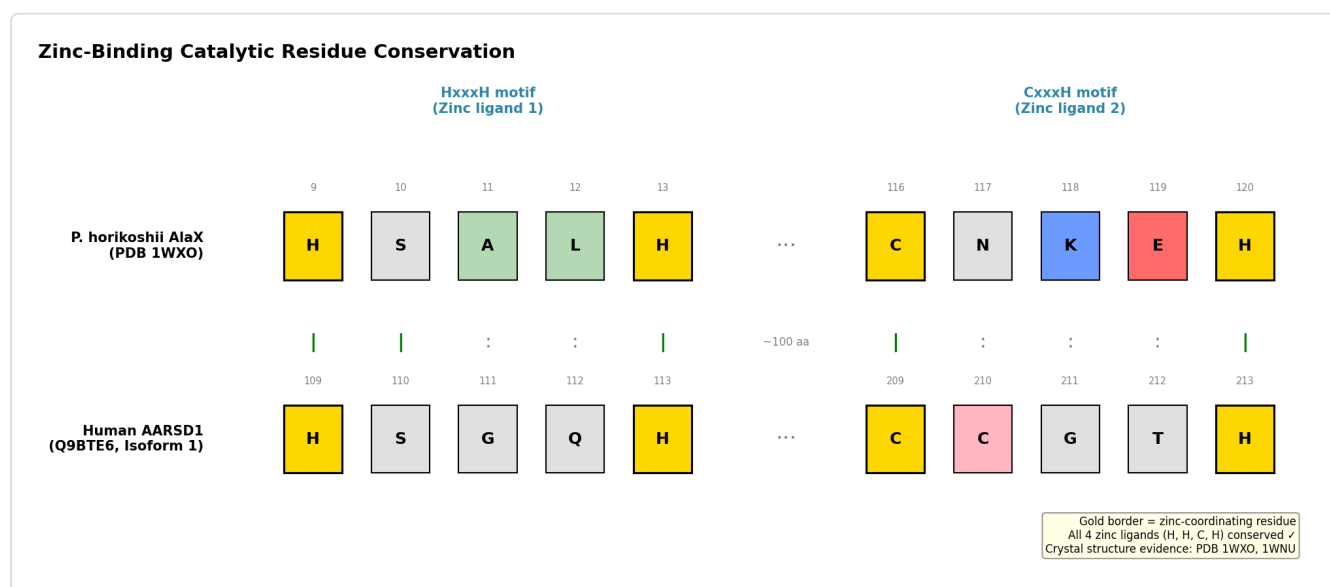 Zinc-Binding Catalytic Residue Conservation
HxxxH motif
(Zinc ligand 1)
CxxxH motif
(Zinc ligand 2)
9 10 11 12 13 116 117 118 119 120
P. horikoshii AlaX
(PDB 1WXO)
H S A L H ... C N K E H
| | : : | ~100 aa | : : : |
109 110 111 112 113 209 210 211 212 213
Human AARSD1
(Q9BTE6, Isoform 1)
H S G Q H ... C C G T H
Gold border = zinc-coordinating residue
All 4 zinc ligands (H, H, C, H) conserved ✓
Crystal structure evidence: PDB 1WXO, 1WNU